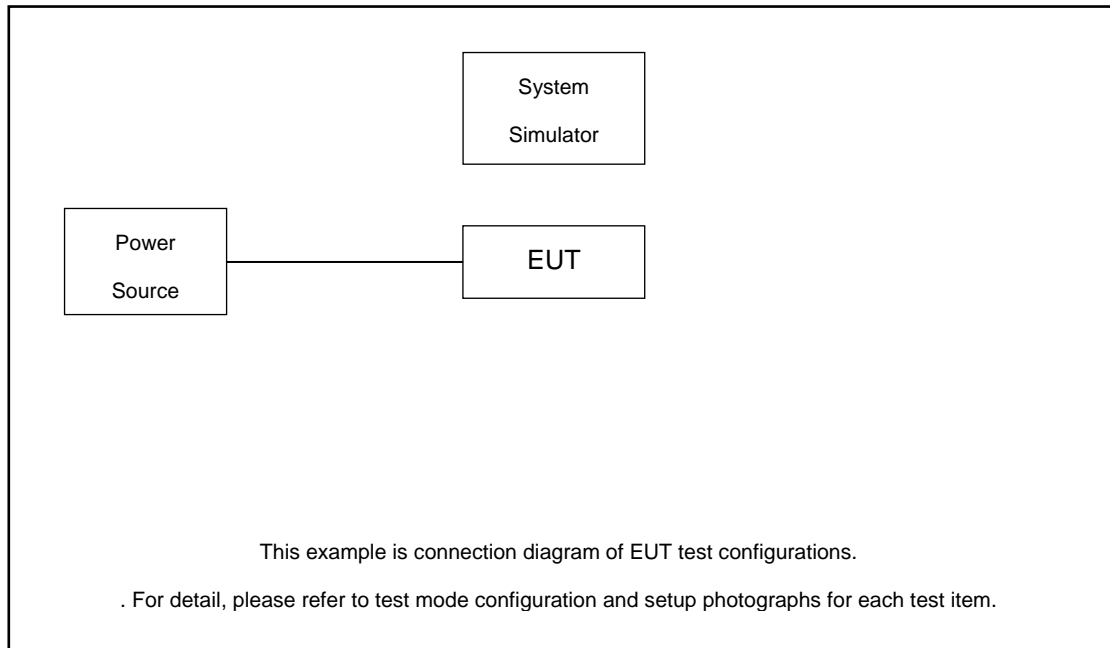 System
Simulator
Power
Source
EUT
This example is connection diagram of EUT test configurations.
. For detail, please refer to test mode configuration and setup photographs for each test item.